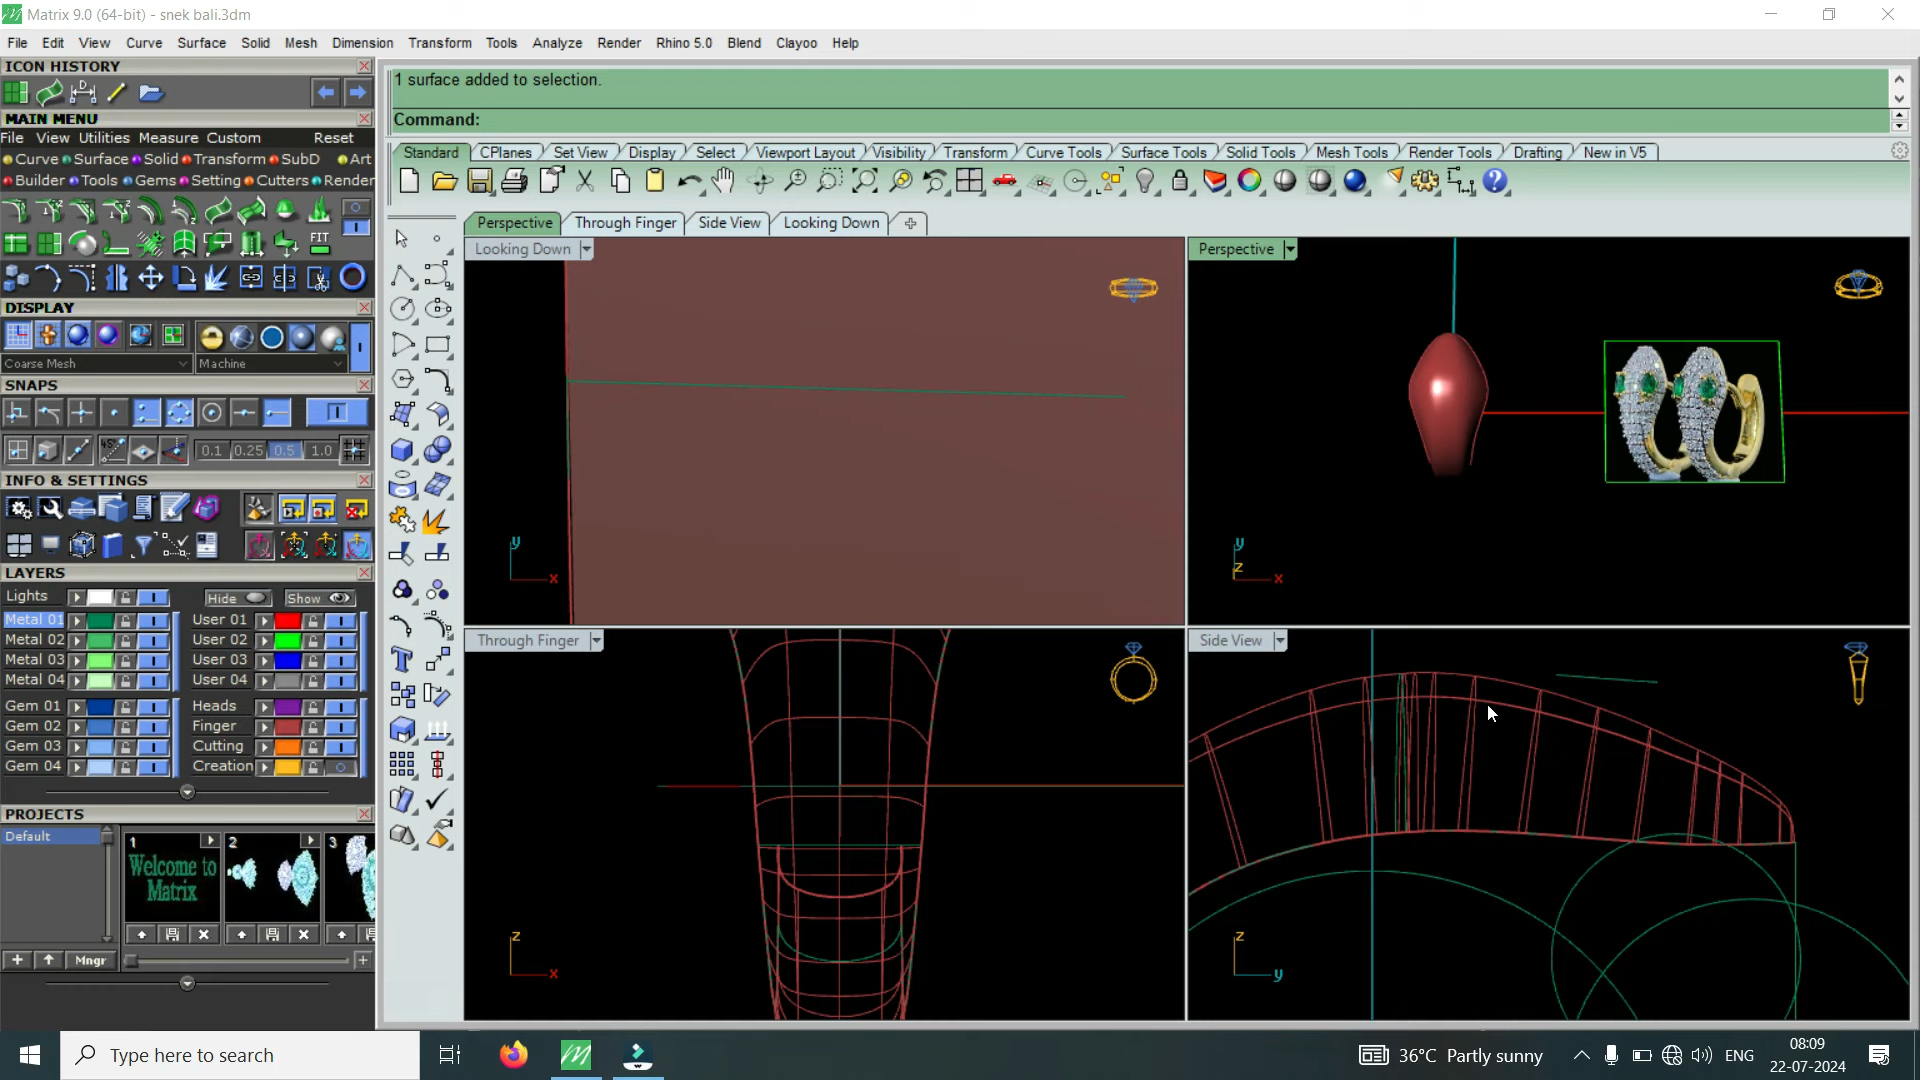 Matrix 9.0 (64-bit) - snek bali.3dm
File Edit View Curve Surface Solid Mesh Dimension Transform Tools Analyze Render Rhino 5.0 Blend Clayoo Help
ICON HISTORY
MAIN MENU
File View Utilities Measure Custom Reset
Curve Surface Solid Transform SubD Art
Builder Tools Gems Setting Cutters Render
FIT
DISPLAY
Coarse Mesh Machine
SNAPS
0.1 0.25 0.5 1.0
INFO & SETTINGS
LAYERS
Lights Hide Show
Metal 01 User 01
Metal 02 User 02
Metal 03 User 03
Metal 04 User 04
Gem 01 Heads
Gem 02 Finger
Gem 03 Cutting
Gem 04 Creation
PROJECTS
Default
1 2 3
Welcome to
Matrix
Mngr
1 surface added to selection.
Command:
Standard CPlanes Set View Display Select Viewport Layout Visibility Transform Curve Tools Surface Tools Solid Tools Mesh Tools Render Tools Drafting New in V5
Perspective Through Finger Side View Looking Down
Looking Down
y
x
Perspective
y
z
x
Through Finger
z
x
Side View
z
y
Type here to search
36°C Partly sunny
ENG
08:09
22-07-2024